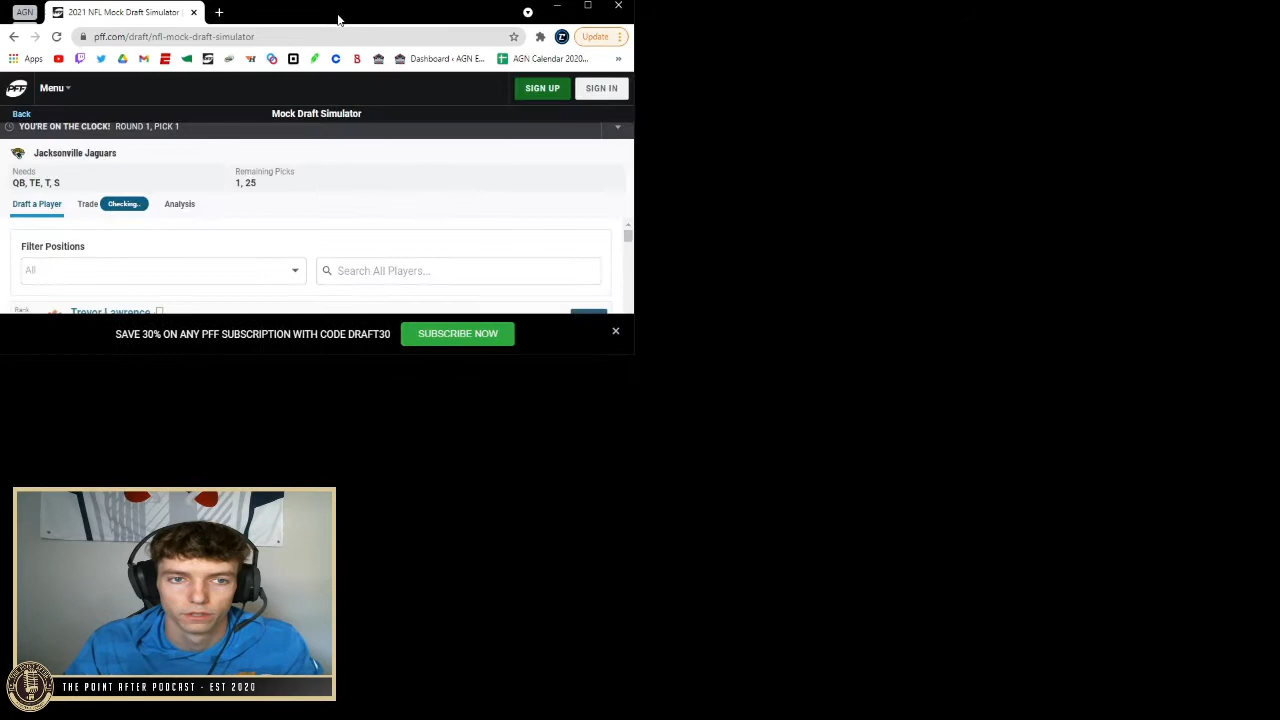 AGN
2021 NFL Mock Draft Simulator |
pff.com/draft/nfl-mock-draft-simulator
Update
Apps
Dashboard ‹ AGN E...
AGN Calendar 2020...
PFF
Menu
SIGN UP
SIGN IN
Back
Mock Draft Simulator
YOU'RE ON THE CLOCK! ROUND 1, PICK 1
Jacksonville Jaguars
Needs
Remaining Picks
QB, TE, T, S
1, 25
Draft a Player
Trade
Checking..
Analysis
Filter Positions
All
Search All Players...
Rank
Trevor Lawrence
SAVE 30% ON ANY PFF SUBSCRIPTION WITH CODE DRAFT30
SUBSCRIBE NOW
THE POINT AFTER PODCAST - EST 2020